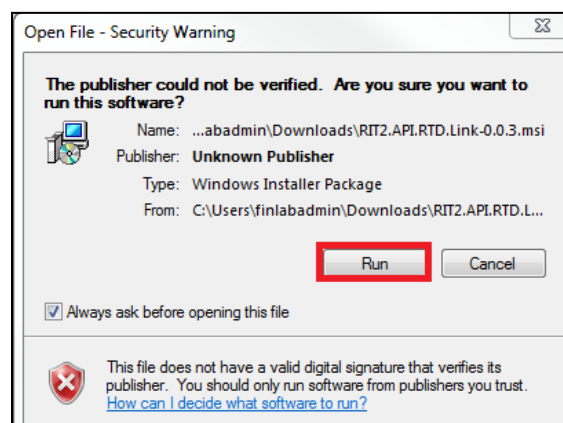 Open File - Security Warning
The publisher could not be verified.  Are you sure you want to
run this software?
Name: ...abadmin\Downloads\RIT2.API.RTD.Link-0.0.3.msi
Publisher: Unknown Publisher
Type: Windows Installer Package
From: C:\Users\finlabadmin\Downloads\RIT2.API.RTD.L...
Run Cancel
Always ask before opening this file
This file does not have a valid digital signature that verifies its
publisher.  You should only run software from publishers you trust.
How can I decide what software to run?